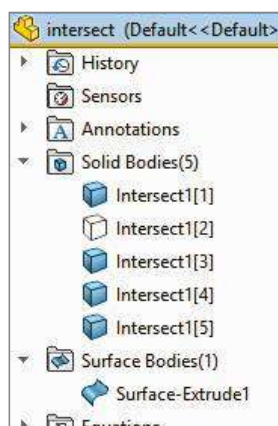 intersect (Default<<Default>
History
Sensors
A Annotations
Solid Bodies(5)
Intersect1[1]
Intersect1[2]
Intersect1[3]
Intersect1[4]
Intersect1[5]
Surface Bodies(1)
Surface-Extrude1
Equations